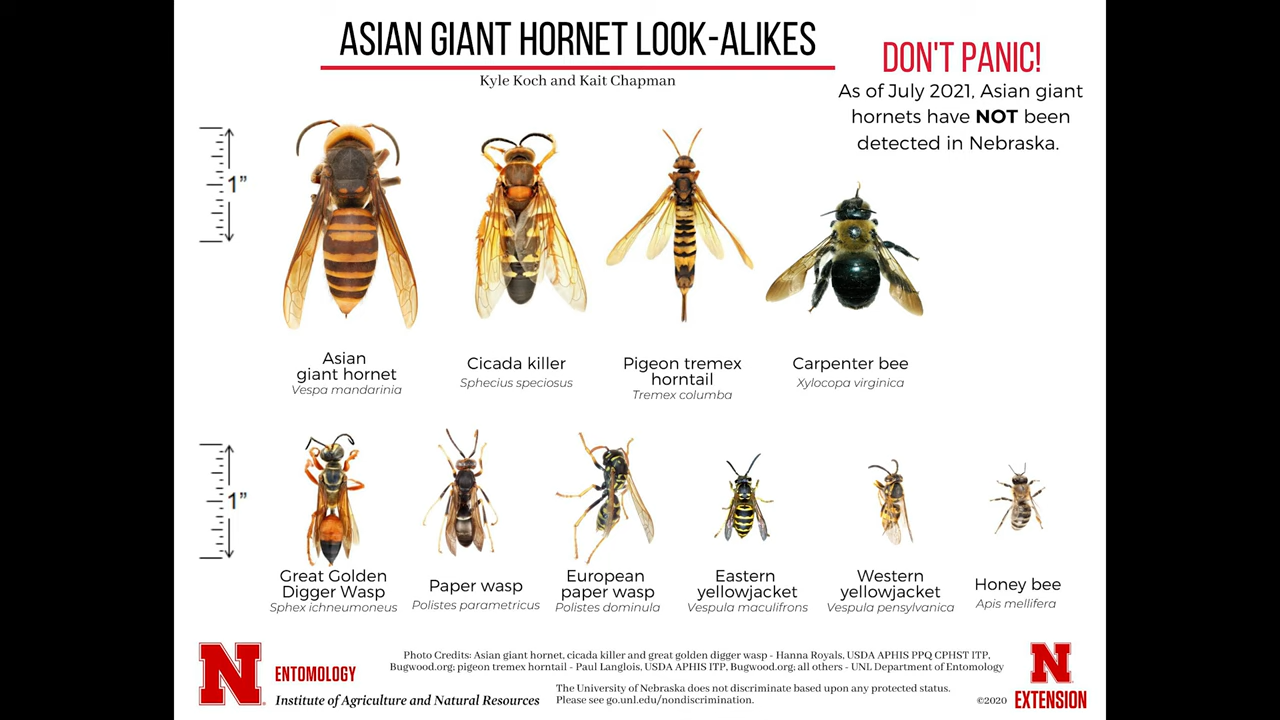 ASIAN GIANT HORNET LOOK-ALIKES
Kyle Koch and Kait Chapman
DON'T PANIC!
As of July 2021, Asian giant
hornets have NOT been
detected in Nebraska.
1"
Asian
giant hornet
Vespa mandarinia
Cicada killer
Sphecius speciosus
Pigeon tremex
horntail
Tremex columba
Carpenter bee
Xylocopa virginica
1"
Great Golden
Digger Wasp
Sphex ichneumoneus
Paper wasp
Polistes parametricus
European
paper wasp
Polistes dominula
Eastern
yellowjacket
Vespula maculifrons
Western
yellowjacket
Vespula pensylvanica
Honey bee
Apis mellifera
Photo Credits: Asian giant hornet, cicada killer and great golden digger wasp - Hanna Royals, USDA APHIS PPQ CPHST ITP,
Bugwood.org; pigeon tremex horntail - Paul Langlois, USDA APHIS ITP, Bugwood.org; all others - UNL Department of Entomology
N
ENTOMOLOGY
Institute of Agriculture and Natural Resources
The University of Nebraska does not discriminate based upon any protected status.
Please see go.unl.edu/nondiscrimination.
©2020
N
EXTENSION